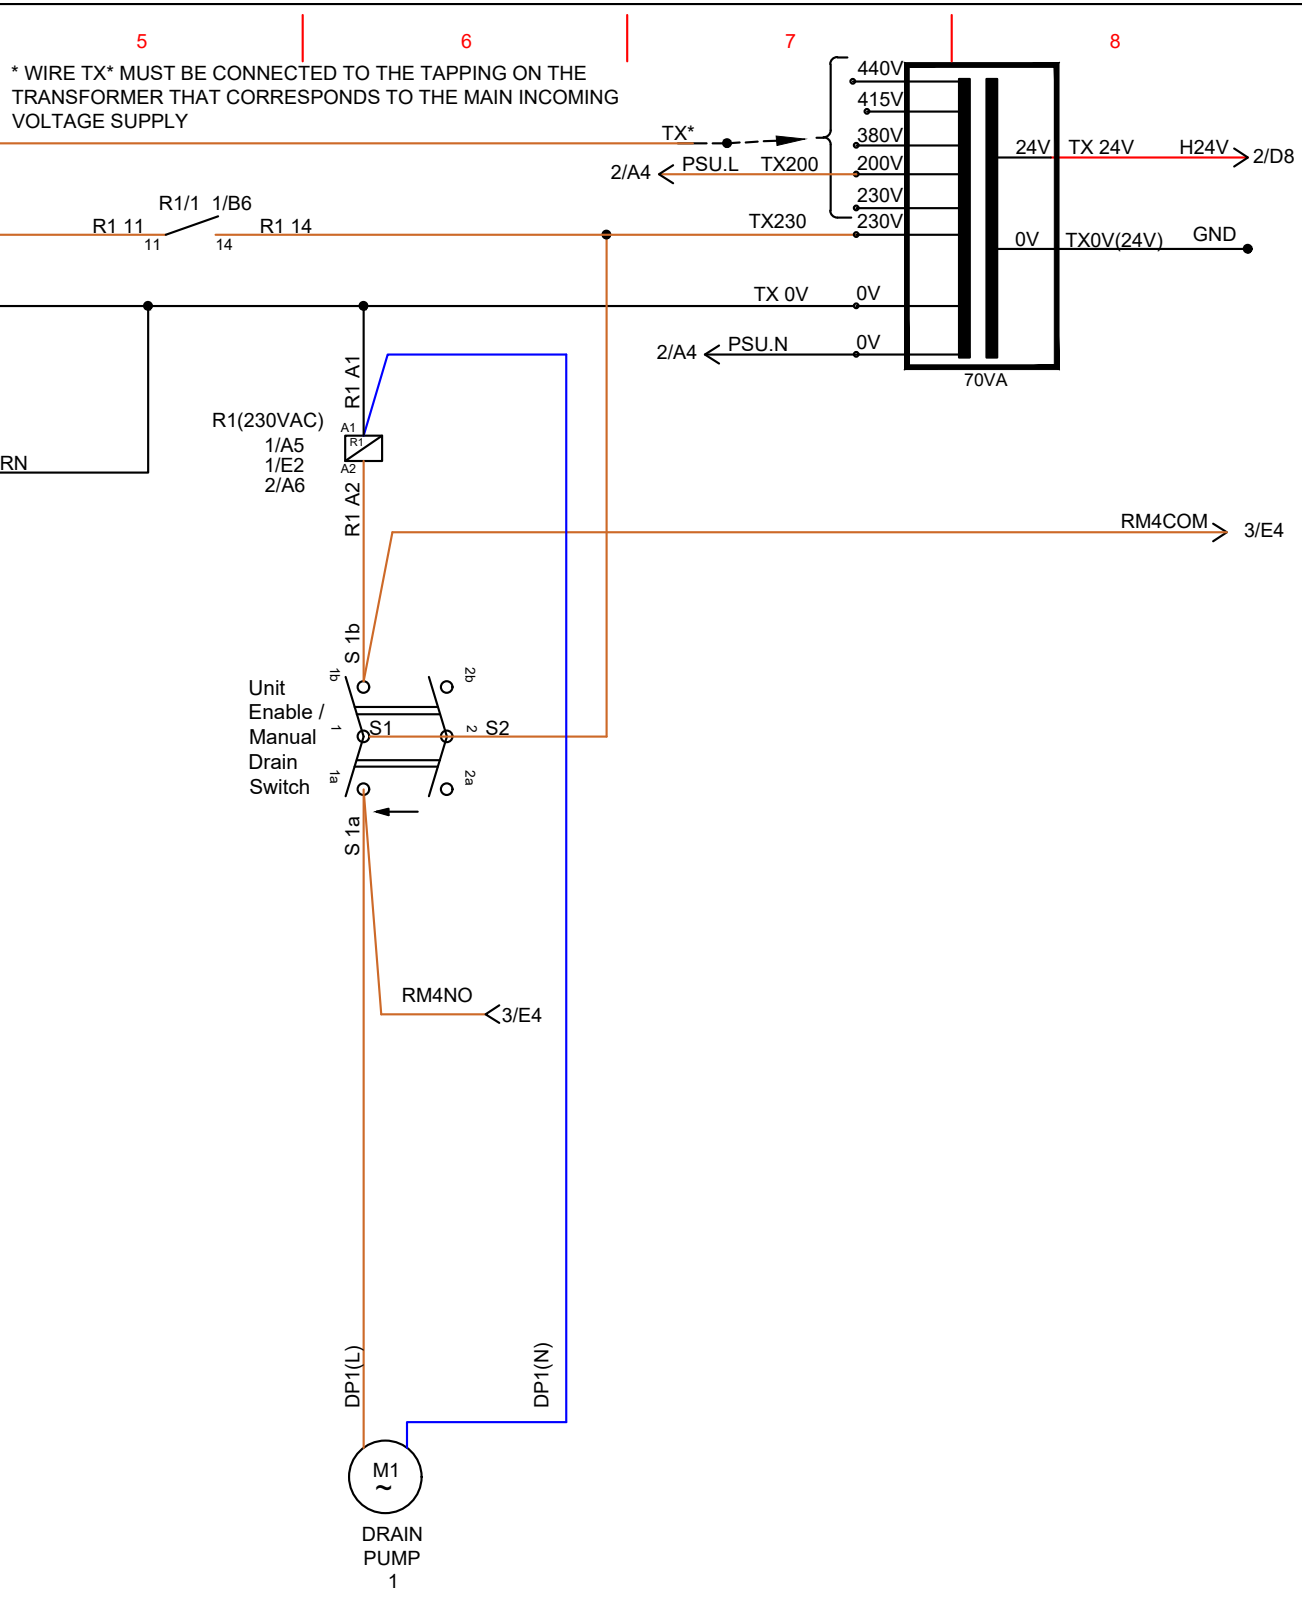 5
6
7
8
* WIRE TX* MUST BE CONNECTED TO THE TAPPING ON THE
TRANSFORMER THAT CORRESPONDS TO THE MAIN INCOMING
VOLTAGE SUPPLY
440V
415V
TX*
380V
2/A4
PSU.L
TX200
200V
230V
TX230
230V
24V
TX 24V
H24V
2/D8
R1/1
1/B6
R1 11
11
14
R1 14
0V
TX0V(24V)
GND
TX 0V
0V
2/A4
PSU.N
0V
70VA
R1 A1
R1(230VAC)
A1
R1
1/A5
RN
1/E2
A2
2/A6
R1 A2
RM4COM
3/E4
S 1b
1b
2b
Unit
Enable /
Manual
Drain
Switch
1
S1
2
S2
1a
2a
S 1a
RM4NO
3/E4
DP1(L)
DP1(N)
M1
~
DRAIN
PUMP
1